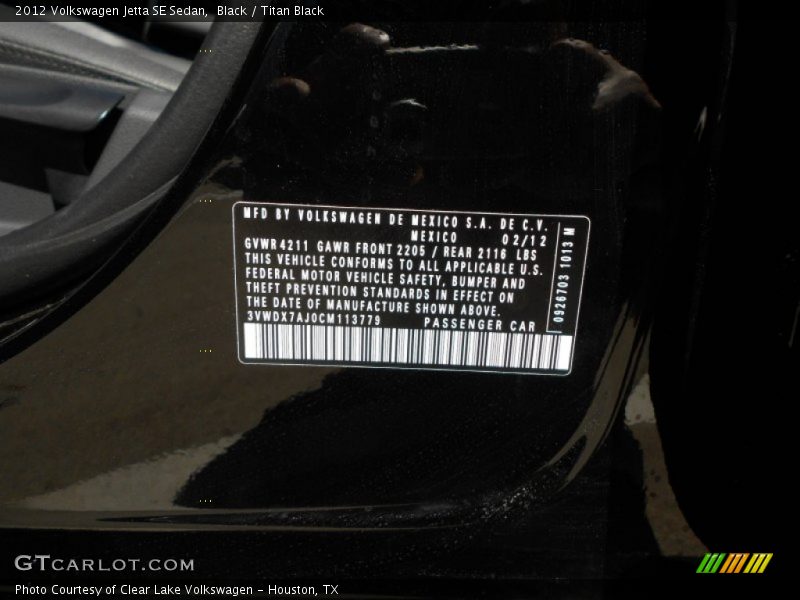 2012 Volkswagen Jetta SE Sedan,  Black / Titan Black
MFD BY VOLKSWAGEN DE MEXICO S.A. DE C.V.
MEXICO 02/12
GVWR 4211 GAWR FRONT 2205 / REAR 2116 LBS
THIS VEHICLE CONFORMS TO ALL APPLICABLE U.S.
FEDERAL MOTOR VEHICLE SAFETY, BUMPER AND
THEFT PREVENTION STANDARDS IN EFFECT ON
THE DATE OF MANUFACTURE SHOWN ABOVE.
3VWDX7AJ0CM113779 PASSENGER CAR
0926703 1013 M
GTCARLOT.COM
Photo Courtesy of Clear Lake Volkswagen - Houston, TX